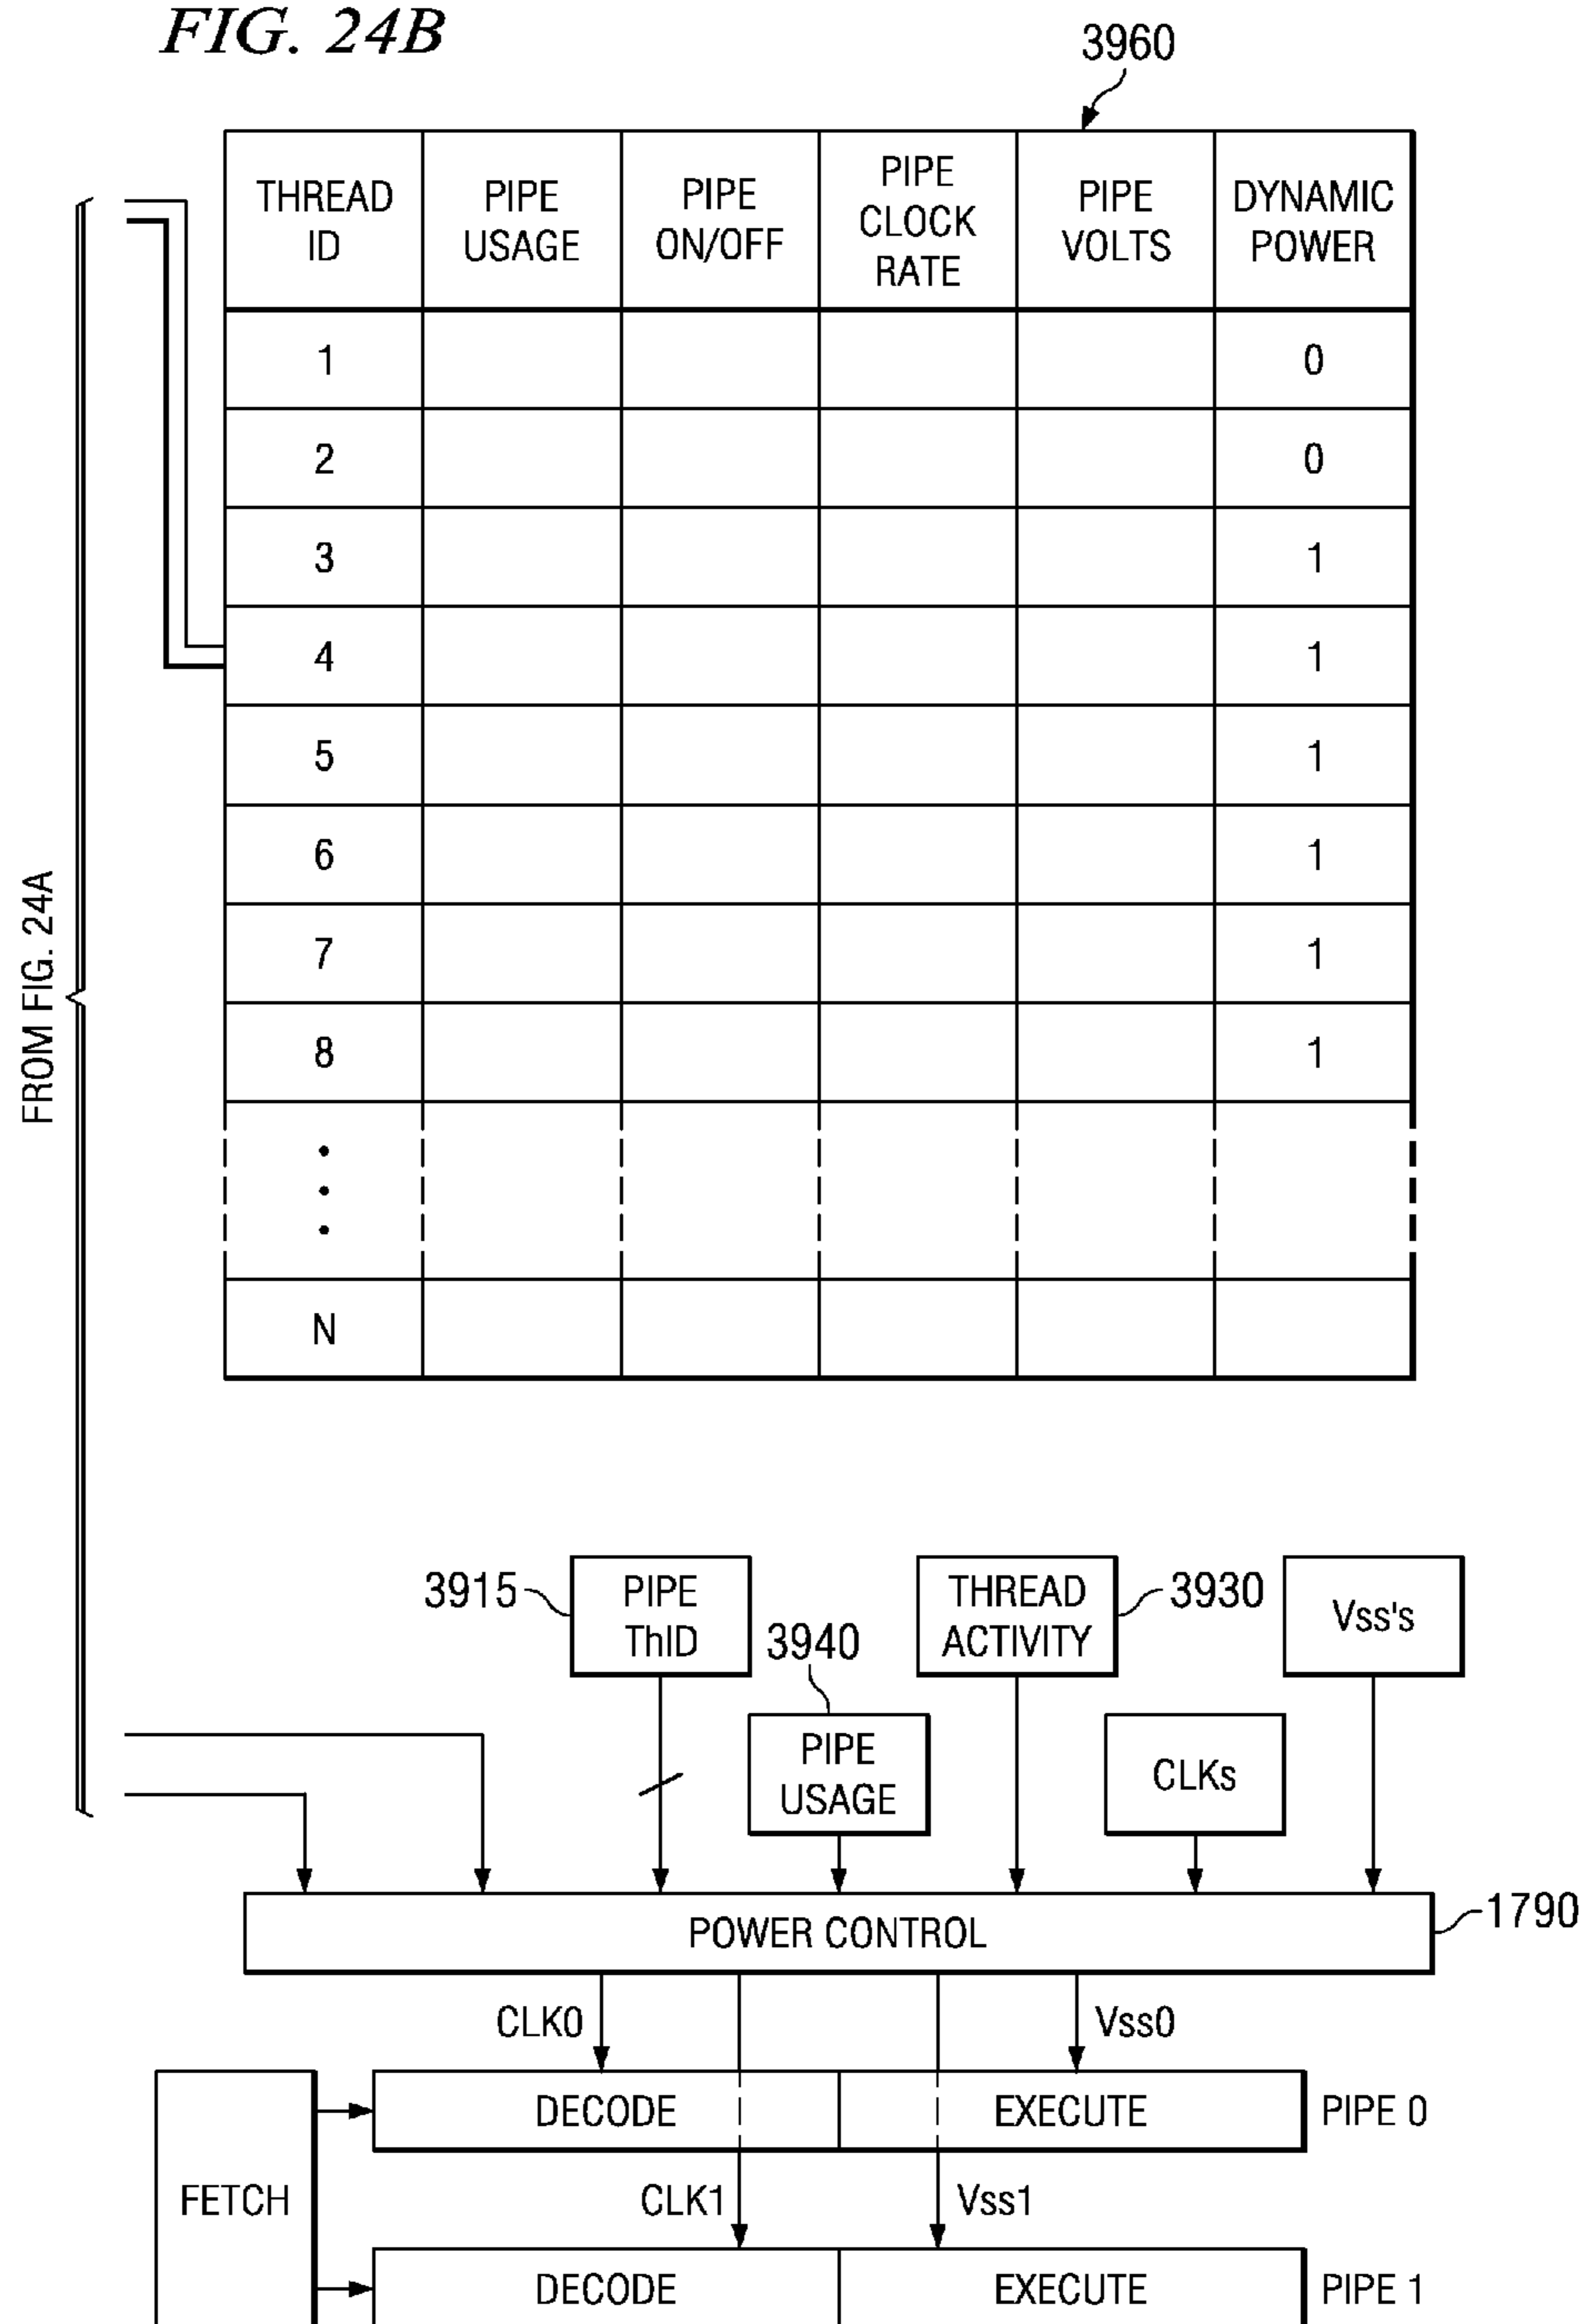 FIG. 24B
3960
THREAD ID
PIPE USAGE
PIPE ON/OFF
PIPE CLOCK RATE
PIPE VOLTS
DYNAMIC POWER
1 0
2 0
3 1
4 1
5 1
6 1
7 1
8 1
N
FROM FIG. 24A
3915
PIPE
ThID
3940
PIPE
USAGE
THREAD
ACTIVITY
3930
CLKs
Vss's
POWER CONTROL
1790
CLK0
Vss0
FETCH
DECODE
EXECUTE
PIPE 0
CLK1
Vss1
DECODE
EXECUTE
PIPE 1